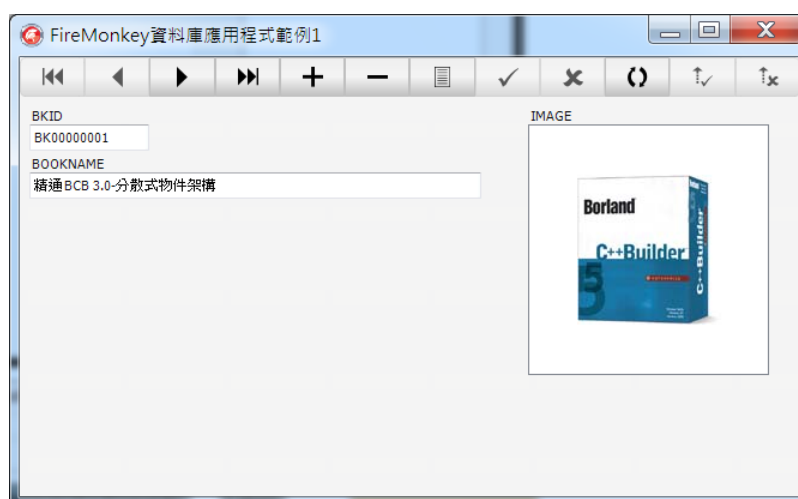 FireMonkey資料庫應用程式範例1
BKID
BK00000001
BOOKNAME
精通BCB 3.0-分散式物件架構
IMAGE
Borland
C++Builder
5
C++Builder